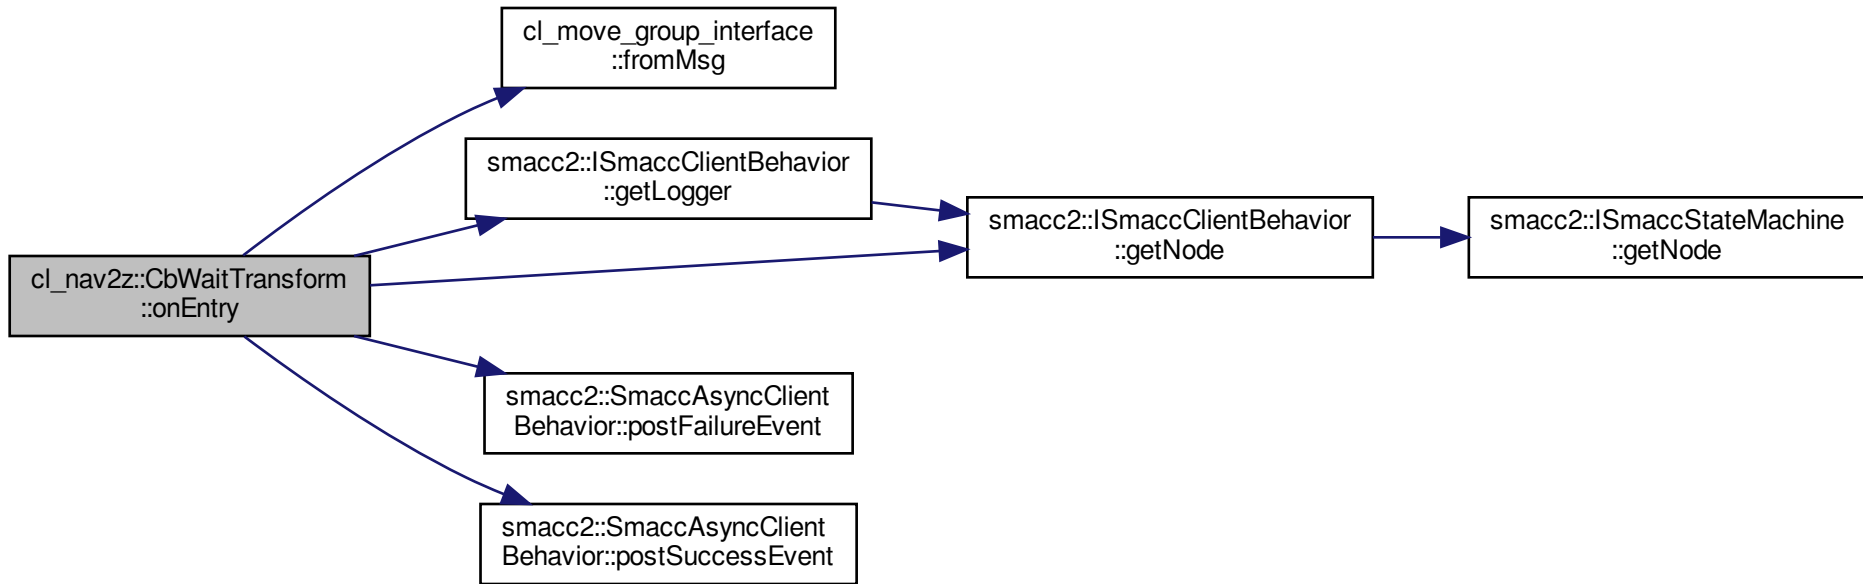 cl_move_group_interface
::fromMsg
smacc2::ISmaccClientBehavior
::getLogger
smacc2::ISmaccClientBehavior
::getNode
smacc2::ISmaccStateMachine
::getNode
cl_nav2z::CbWaitTransform
::onEntry
smacc2::SmaccAsyncClient
Behavior::postFailureEvent
smacc2::SmaccAsyncClient
Behavior::postSuccessEvent